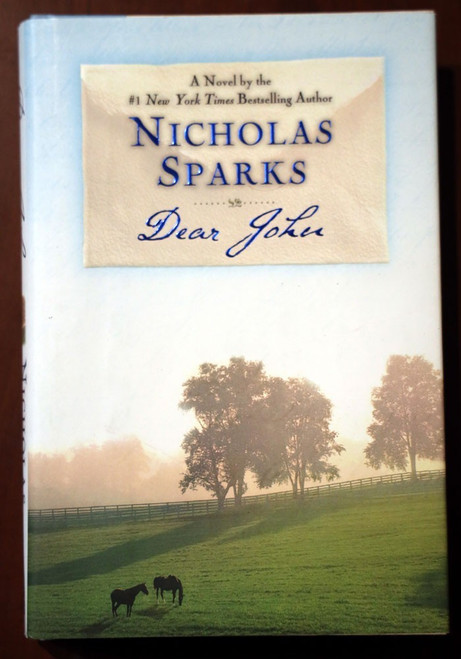 A Novel by the
#1 New York Times Bestselling Author
NICHOLAS
SPARKS
Dear John